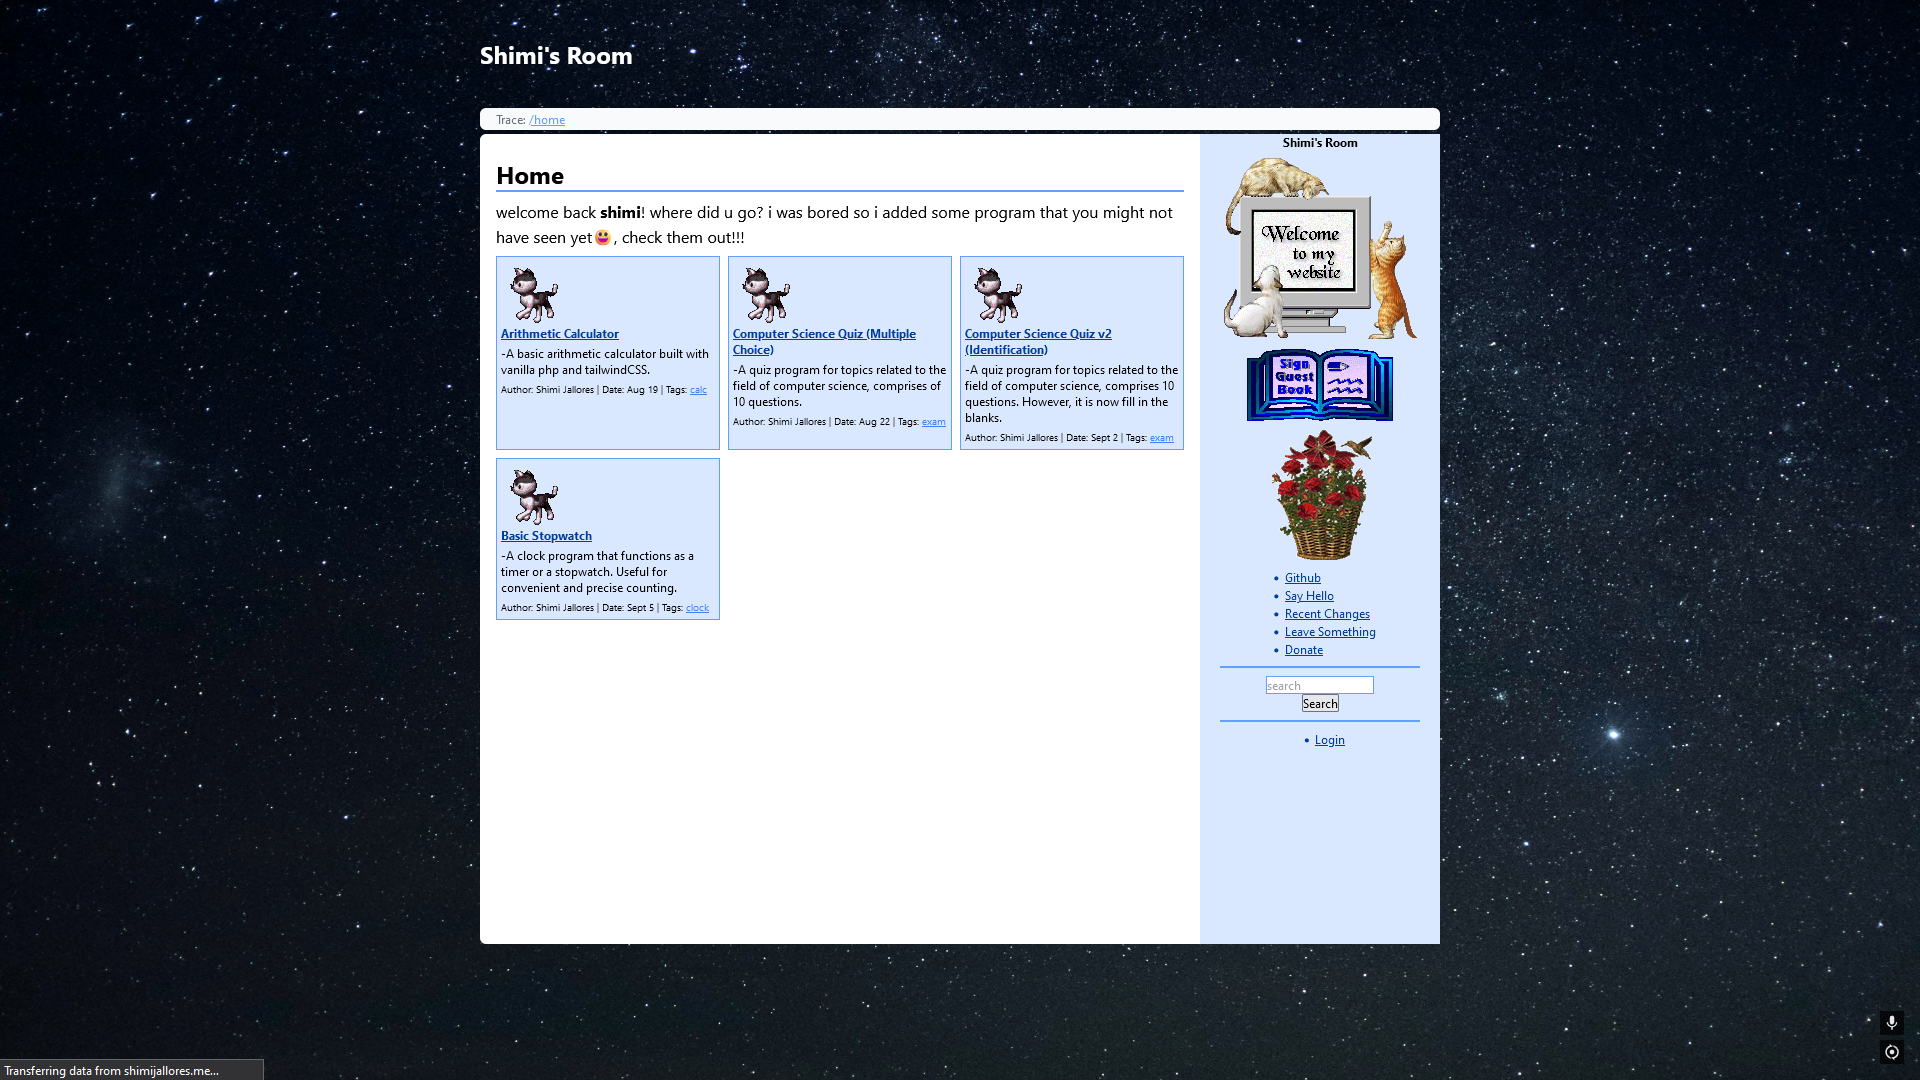 Shimi's Room
Trace: /home
Home
welcome back shimi! where did u go? i was bored so i added some program that you might not
have seen yet😃, check them out!!!
Arithmetic Calculator
-A basic arithmetic calculator built with
vanilla php and tailwindCSS.
Author: Shimi Jallores | Date: Aug 19 | Tags: calc
Computer Science Quiz (Multiple
Choice)
-A quiz program for topics related to the
field of computer science, comprises of
10 questions.
Author: Shimi Jallores | Date: Aug 22 | Tags: exam
Computer Science Quiz v2
(Identification)
-A quiz program for topics related to the
field of computer science, comprises 10
questions. However, it is now fill in the
blanks.
Author: Shimi Jallores | Date: Sept 2 | Tags: exam
Basic Stopwatch
-A clock program that functions as a
timer or a stopwatch. Useful for
convenient and precise counting.
Author: Shimi Jallores | Date: Sept 5 | Tags: clock
Shimi's Room
Welcome
to my
website
Sign
Guest
Book
Github
Say Hello
Recent Changes
Leave Something
Donate
search
Search
Login
Transferring data from shimijallores.me...